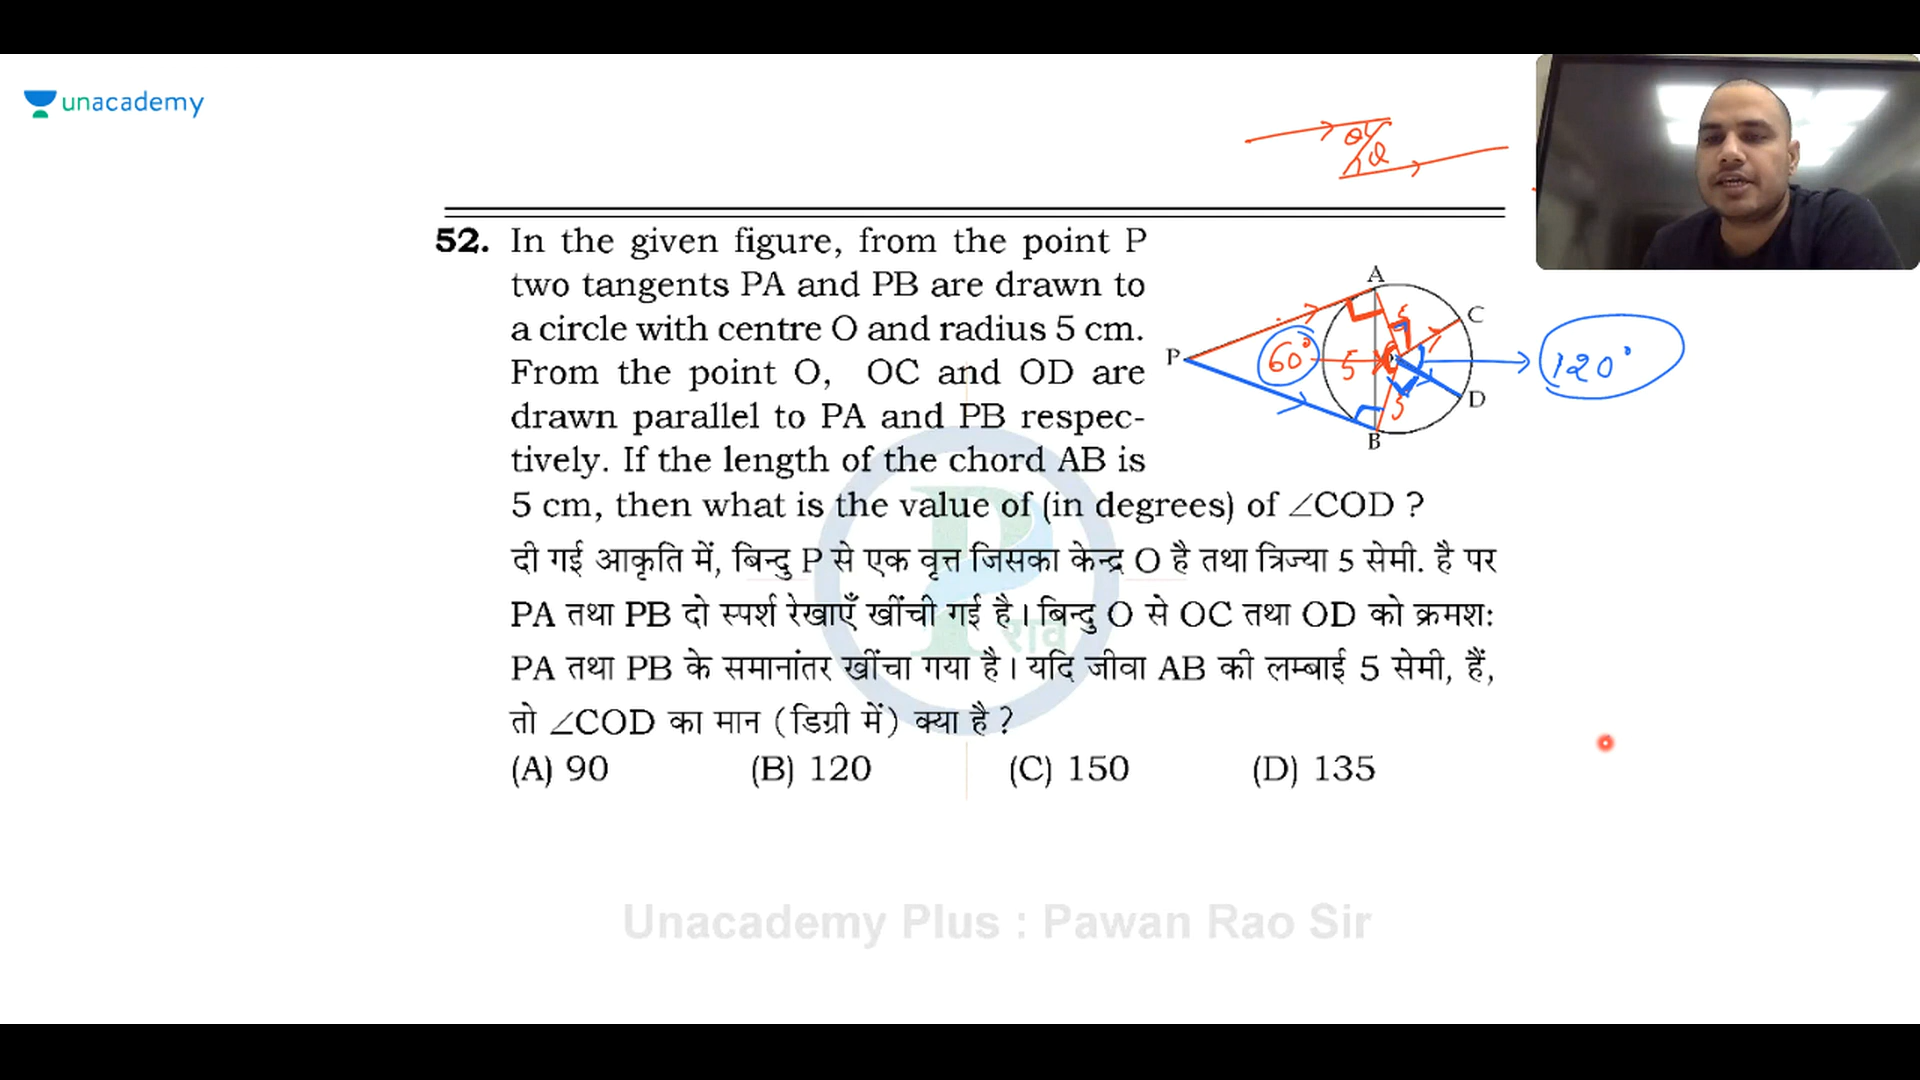 unacademy
θ
θ
52. In the given figure, from the point P
two tangents PA and PB are drawn to
a circle with centre O and radius 5 cm.
From the point O, OC and OD are
drawn parallel to PA and PB respec-
tively. If the length of the chord AB is
5 cm, then what is the value of (in degrees) of ∠COD ?
A
C
5
P
60°
5
120°
5
D
B
दी गई आकृति में, बिन्दु P से एक वृत्त जिसका केन्द्र O है तथा त्रिज्या 5 सेमी. है पर
PA तथा PB दो स्पर्श रेखाएँ खींची गई है। बिन्दु O से OC तथा OD को क्रमशः
PA तथा PB के समानांतर खींचा गया है। यदि जीवा AB की लम्बाई 5 सेमी, हैं,
तो ∠COD का मान (डिग्री में) क्या है ?
(A) 90 (B) 120 (C) 150 (D) 135
राव
Unacademy Plus : Pawan Rao Sir